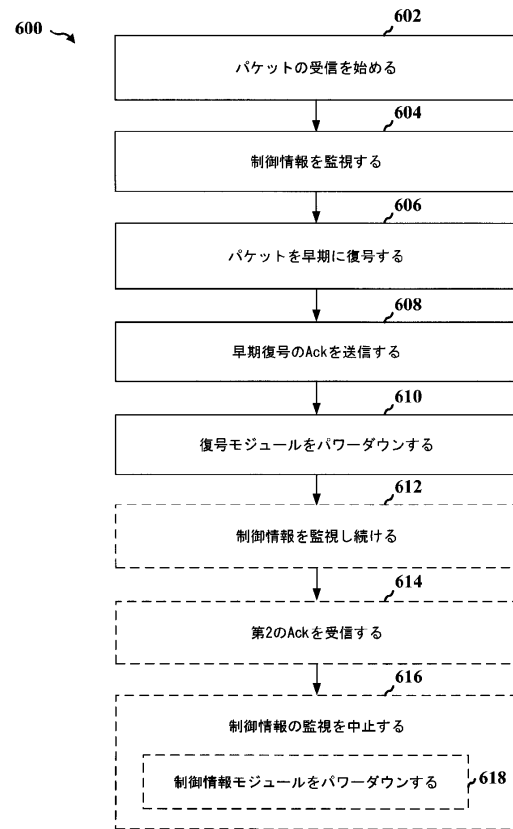 600
602
パケットの受信を始める
604
制御情報を監視する
606
パケットを早期に復号する
608
早期復号のAckを送信する
610
復号モジュールをパワーダウンする
612
制御情報を監視し続ける
614
第2のAckを受信する
616
制御情報の監視を中止する
制御情報モジュールをパワーダウンする
618